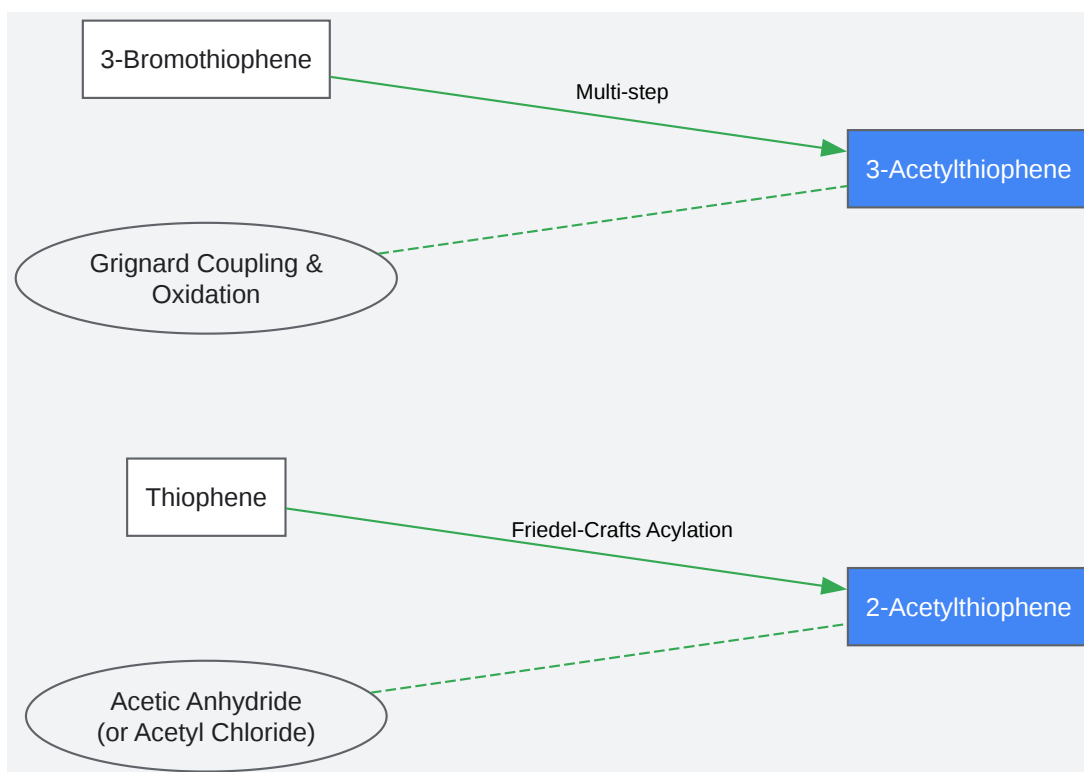 3-Bromothiophene
Multi-step
3-Acetylthiophene
Grignard Coupling &
Oxidation
Thiophene
Friedel-Crafts Acylation
2-Acetylthiophene
Acetic Anhydride
(or Acetyl Chloride)